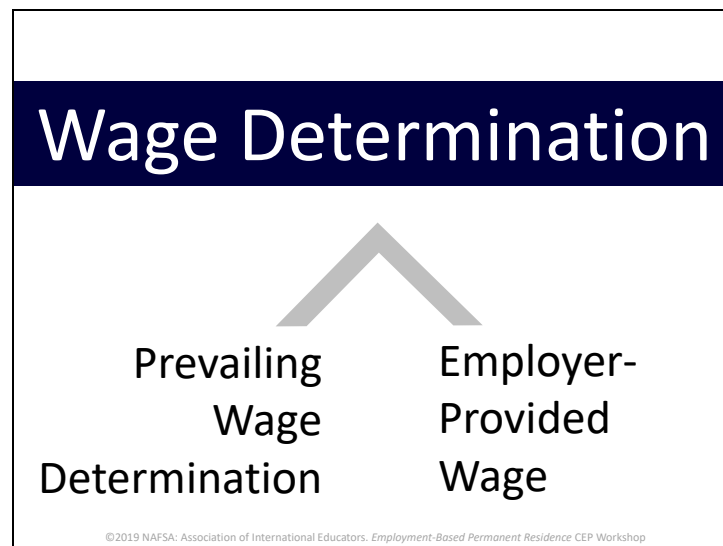 Wage Determination
Prevailing
Wage
Determination
Employer-
Provided
Wage
©2019 NAFSA: Association of International Educators. Employment-Based Permanent Residence CEP Workshop